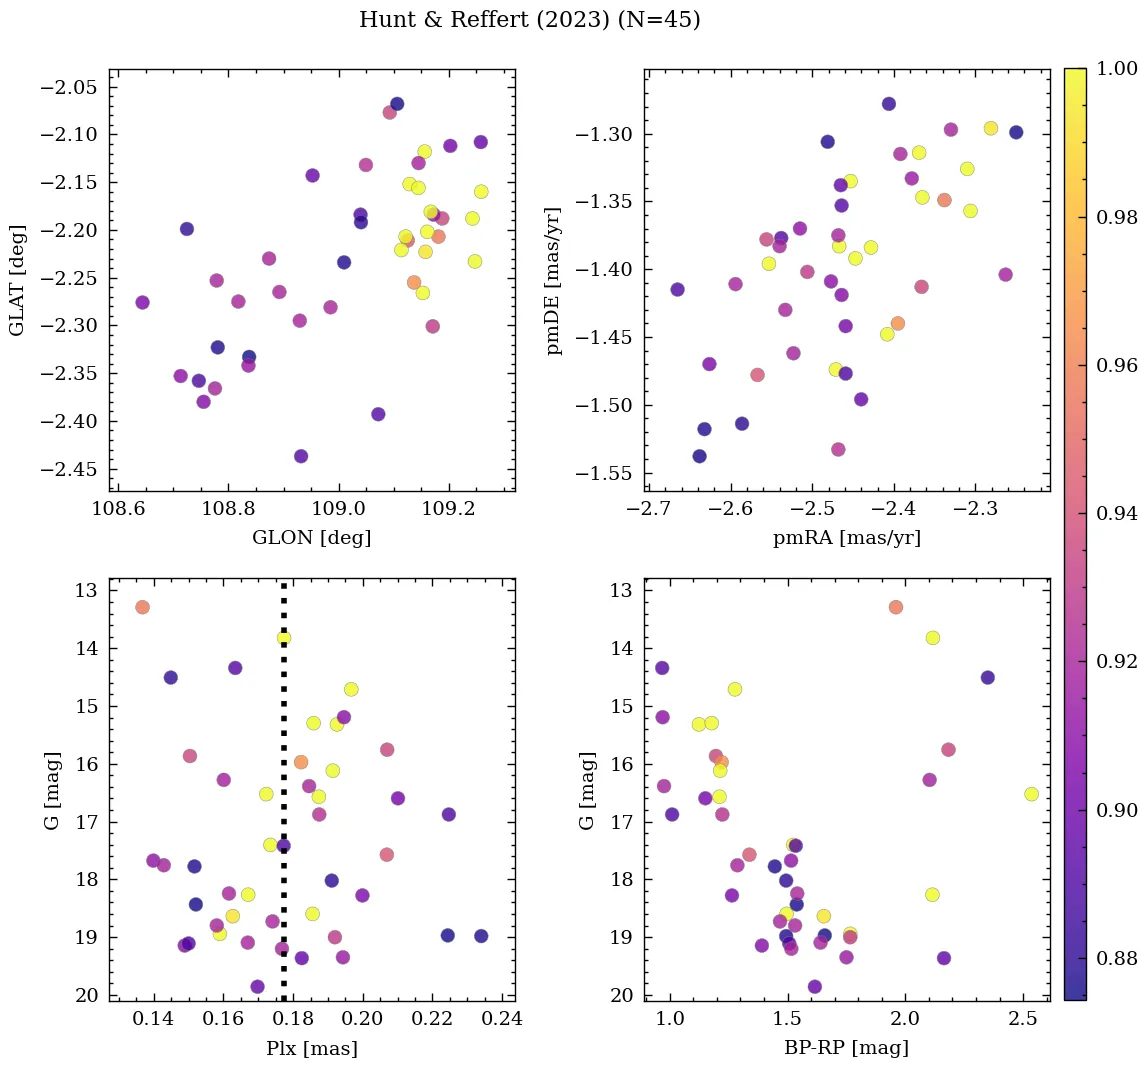 Hunt & Reffert (2023) (N=45)
−2.05
−2.10
−2.15
−2.20
−2.25
−2.30
−2.35
−2.40
−2.45
GLAT [deg]
108.6 108.8 109.0 109.2
GLON [deg]
−1.30
−1.35
−1.40
−1.45
−1.50
−1.55
pmDE [mas/yr]
−2.7 −2.6 −2.5 −2.4 −2.3
pmRA [mas/yr]
13
14
15
16
17
18
19
20
G [mag]
0.14 0.16 0.18 0.20 0.22 0.24
Plx [mas]
13
14
15
16
17
18
19
20
G [mag]
1.0 1.5 2.0 2.5
BP-RP [mag]
1.00
0.98
0.96
0.94
0.92
0.90
0.88